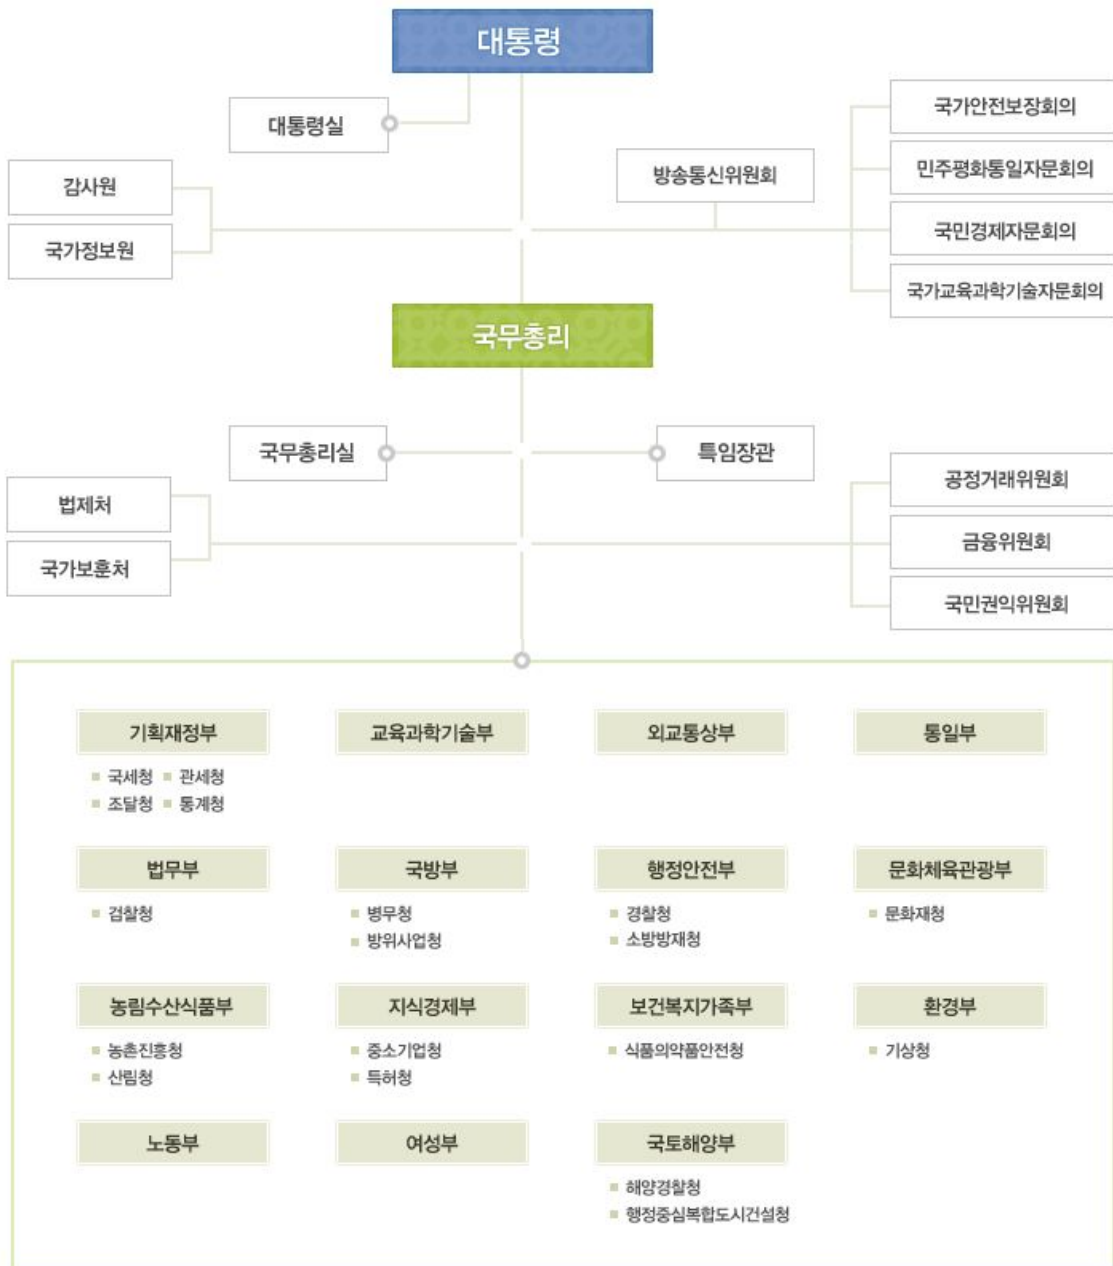 대통령
대통령실
국가안전보장회의
감사원
방송통신위원회
민주평화통일자문회의
국가정보원
국민경제자문회의
국가교육과학기술자문회의
국무총리
국무총리실
특임장관
법제처
공정거래위원회
국가보훈처
금융위원회
국민권익위원회
기획재정부 교육과학기술부 외교통상부 통일부
국세청 관세청
조달청 통계청
법무부 국방부 행정안전부 문화체육관광부
검찰청 병무청 경찰청 문화재청
방위사업청 소방방재청
농림수산식품부 지식경제부 보건복지가족부 환경부
농촌진흥청 중소기업청 식품의약품안전청 기상청
산림청 특허청
노동부 여성부 국토해양부
해양경찰청
행정중심복합도시건설청